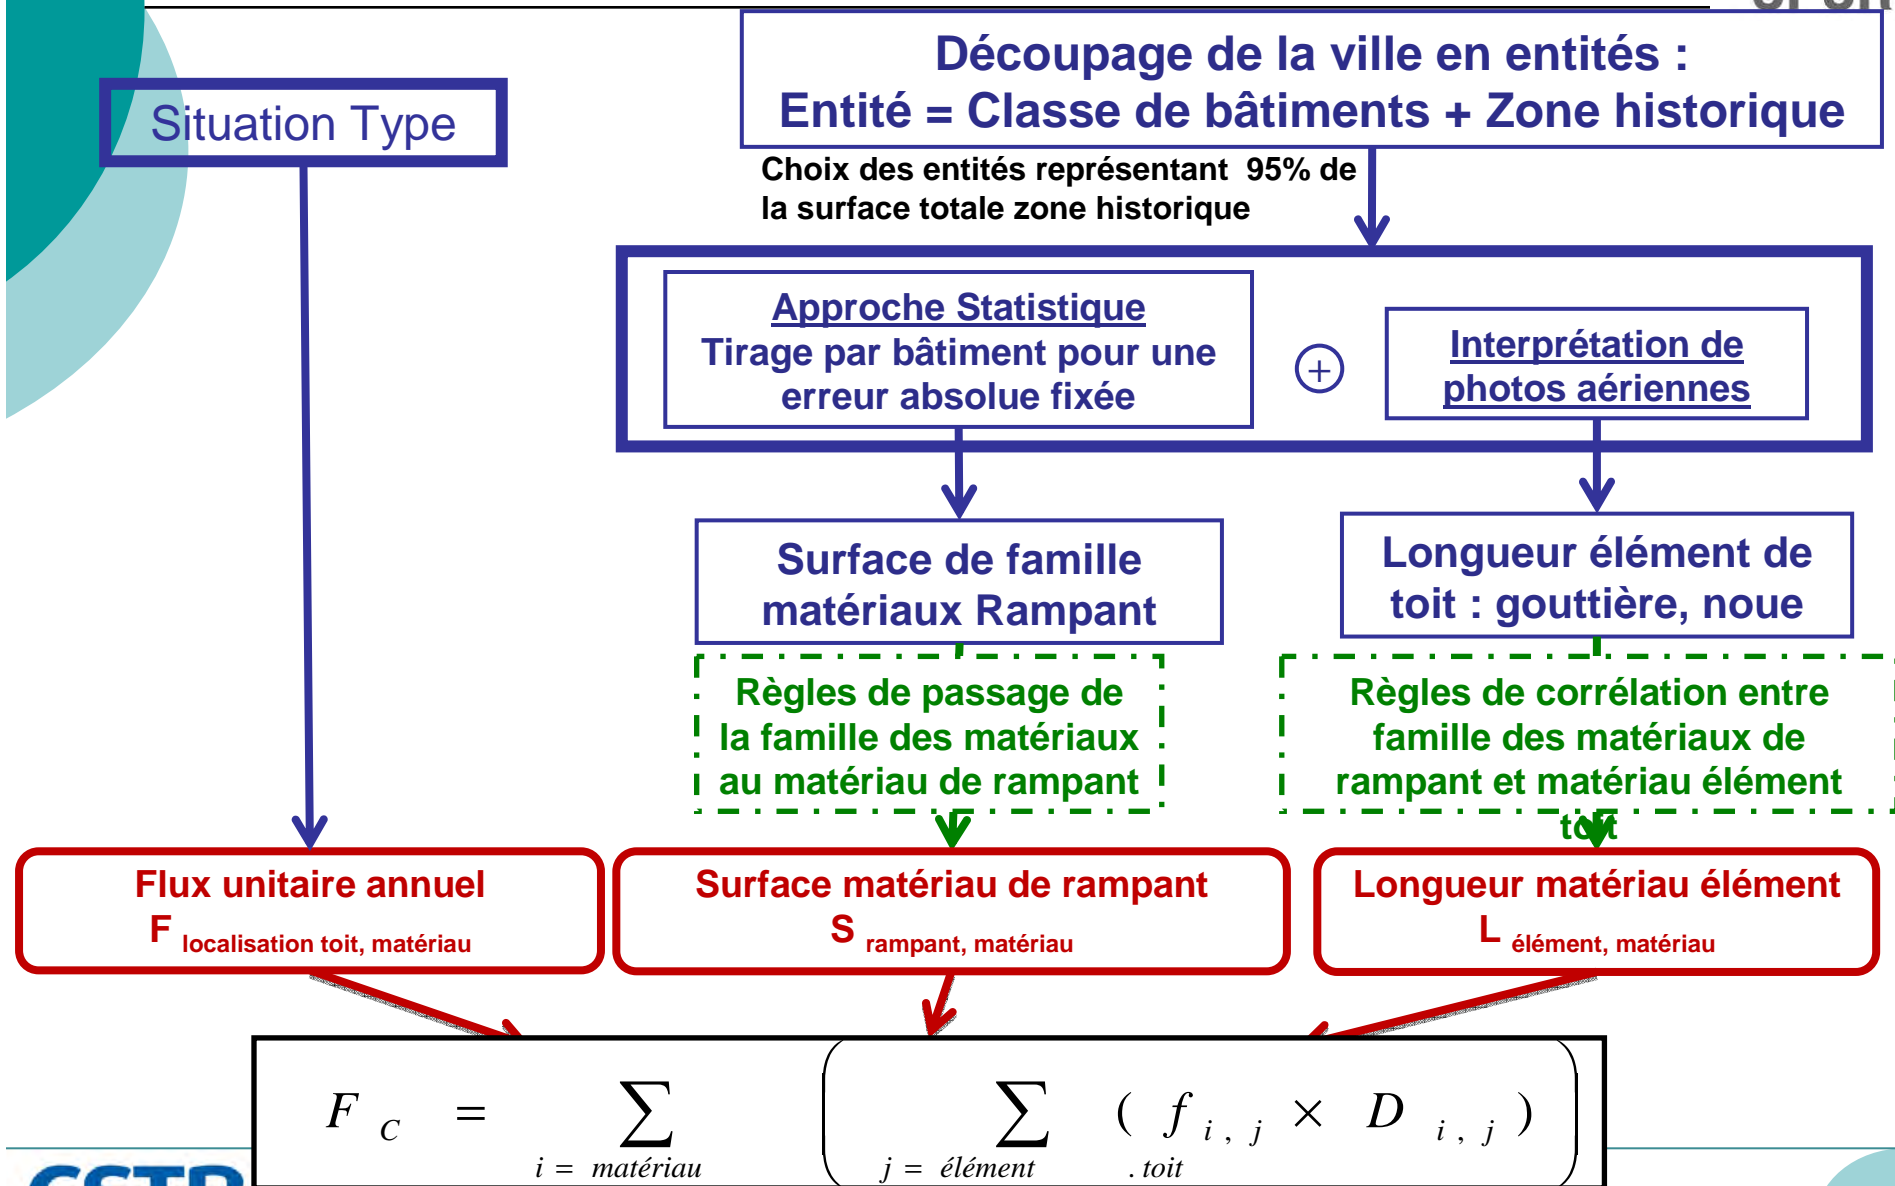 Découpage de la ville en entités :
Entité = Classe de bâtiments + Zone historique
Situation Type
Choix des entités représentant 95% de
la surface totale zone historique
Approche Statistique
Tirage par bâtiment pour une
erreur absolue fixée
+
Interprétation de
photos aériennes
Surface de famille
matériaux Rampant
Longueur élément de
toit : gouttière, noue
Règles de passage de
la famille des matériaux
au matériau de rampant
Règles de corrélation entre
famille des matériaux de
rampant et matériau élément
toit
Flux unitaire annuel
F localisation toit, matériau
Surface matériau de rampant
S rampant, matériau
Longueur matériau élément
L élément, matériau
F C = ∑ i = matériau ( ∑ j = élément . toit ( f i , j × D i , j ) )